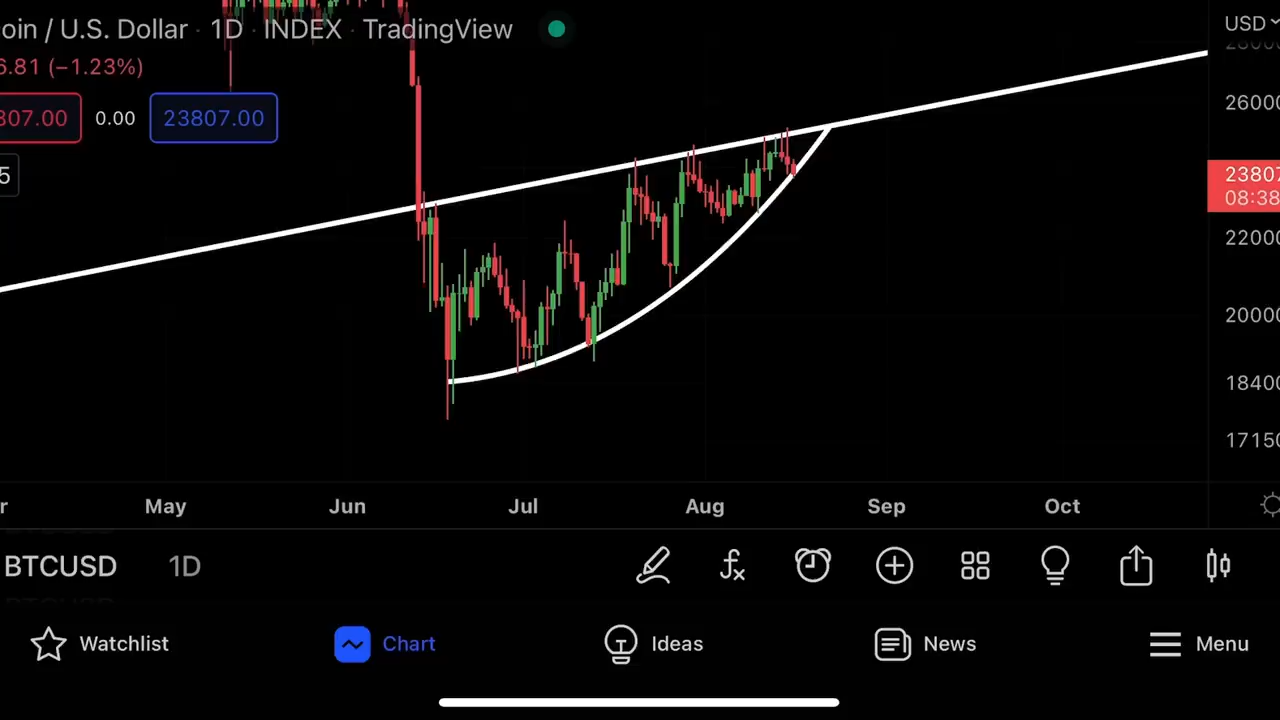 oin / U.S. Dollar · 1D · INDEX · TradingView
USD
6.81 (−1.23%)
26000
807.00 0.00 23807.00
5
23807
08:38
22000
20000
18400
17150
r May Jun Jul Aug Sep Oct
BTCUSD 1D
Watchlist Chart Ideas News Menu